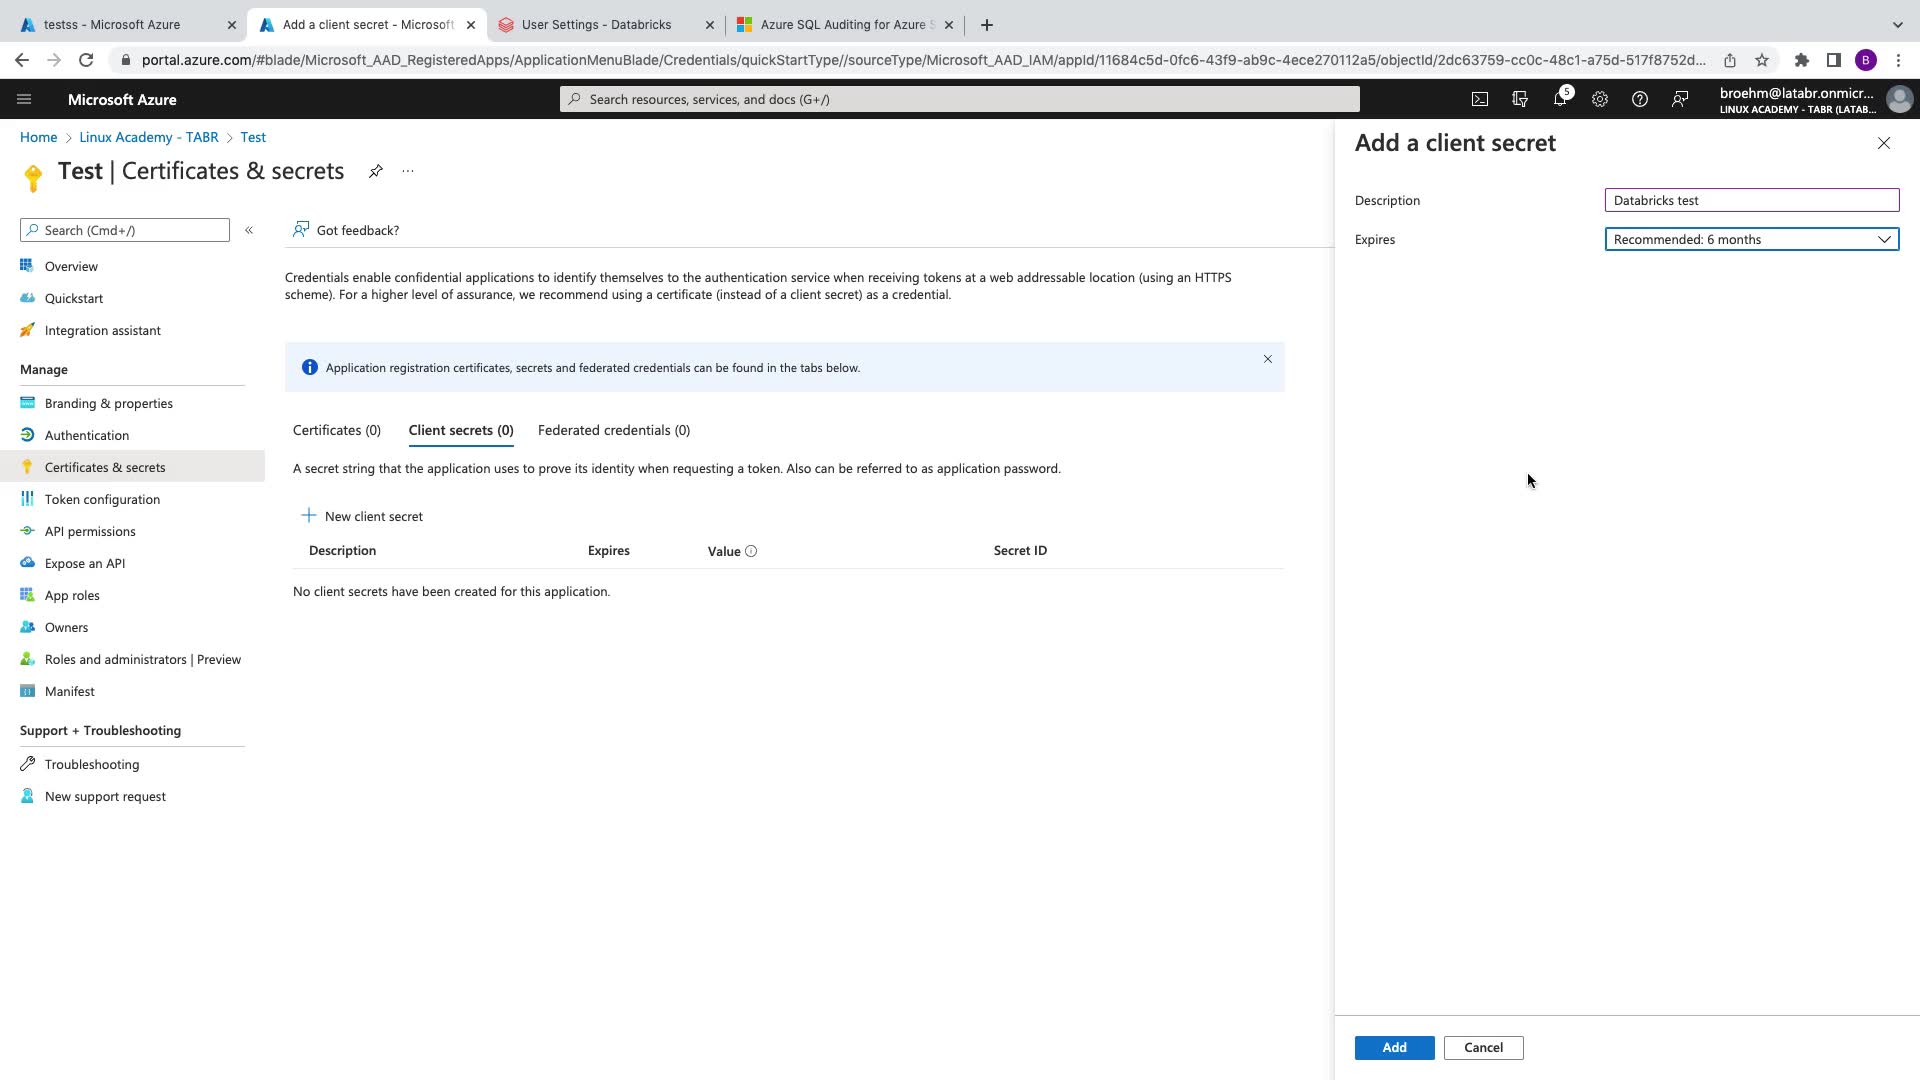 testss - Microsoft Azure
Add a client secret - Microsoft
User Settings - Databricks
Azure SQL Auditing for Azure S
portal.azure.com/#blade/Microsoft_AAD_RegisteredApps/ApplicationMenuBlade/Credentials/quickStartType//sourceType/Microsoft_AAD_IAM/appId/11684c5d-0fc6-43f9-ab9c-4ece270112a5/objectId/2dc63759-cc0c-48c1-a75d-517f8752d...
B
Microsoft Azure
Search resources, services, and docs (G+/)
5
broehm@latabr.onmicr...
LINUX ACADEMY - TABR (LATAB...
Home > Linux Academy - TABR > Test
Test | Certificates & secrets
...
Search (Cmd+/)
«
Overview
Quickstart
Integration assistant
Manage
Branding & properties
Authentication
Certificates & secrets
Token configuration
API permissions
Expose an API
App roles
Owners
Roles and administrators | Preview
Manifest
Support + Troubleshooting
Troubleshooting
New support request
Got feedback?
Credentials enable confidential applications to identify themselves to the authentication service when receiving tokens at a web addressable location (using an HTTPS
scheme). For a higher level of assurance, we recommend using a certificate (instead of a client secret) as a credential.
Application registration certificates, secrets and federated credentials can be found in the tabs below.
Certificates (0)
Client secrets (0)
Federated credentials (0)
A secret string that the application uses to prove its identity when requesting a token. Also can be referred to as application password.
New client secret
Description
Expires
Value
Secret ID
No client secrets have been created for this application.
Add a client secret
Description
Databricks test
Expires
Recommended: 6 months
Add
Cancel